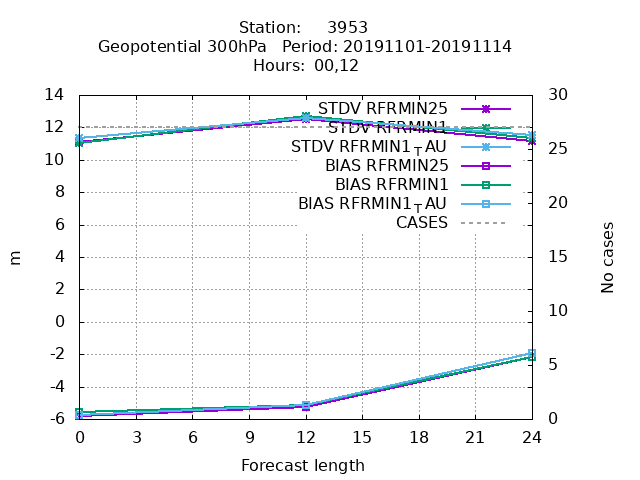 Station: 3953
Geopotential 300hPa Period: 20191101-20191114
Hours: 00,12
14 30
STDV RFRMIN25
12 STDV RFRMIN1
STDV RFRMIN1TAU 25
10 BIAS RFRMIN25
BIAS RFRMIN1
8 BIAS RFRMIN1TAU 20
6 CASES
4 15
m No cases
2
0 10
-2 5
-4
-6 0
0 3 6 9 12 15 18 21 24
Forecast length